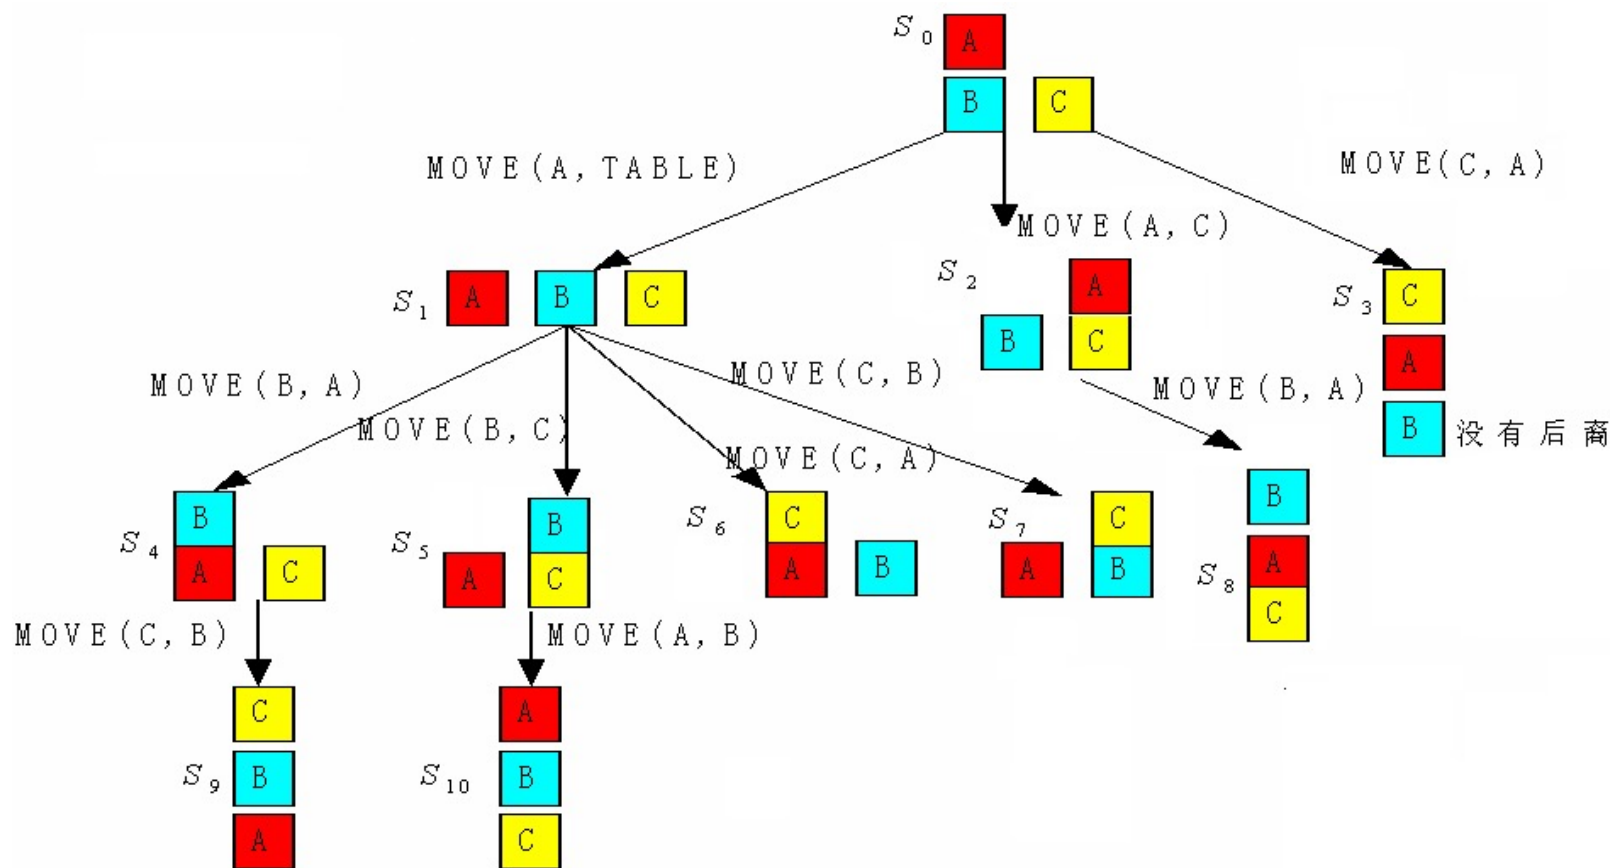 S0 A
B C
MOVE(A,TABLE) MOVE(C,A)
MOVE(A,C)
S1 A B C
S2 A
B C
S3 C
A
B 没有后裔
MOVE(B,A) MOVE(B,C) MOVE(C,A) MOVE(C,B) MOVE(B,A)
S4 B
A C
S5 B
A C
S6 C
A B
S7 C
A B
B
S8 A
C
MOVE(C,B) MOVE(A,B)
C
S9 B
A
A
S10 B
C